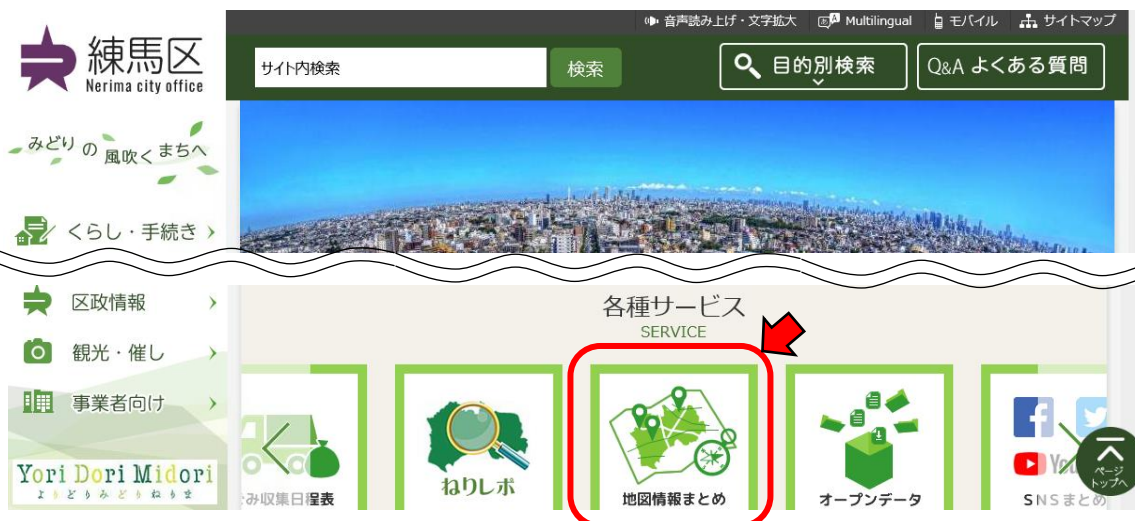 音声読み上げ・文字拡大 Multilingual モバイル サイトマップ
練馬区
Nerima city office
サイト内検索 検索 目的別検索 Q&A よくある質問
みどりの風吹くまちへ
くらし・手続き
区政情報
観光・催し
事業者向け
Yori Dori Midori
よりどりみどりねりま
各種サービス
SERVICE
み収集日程表
ねりレポ
地図情報まとめ
オープンデータ
You
SNSまとめ
ページ
トップへ